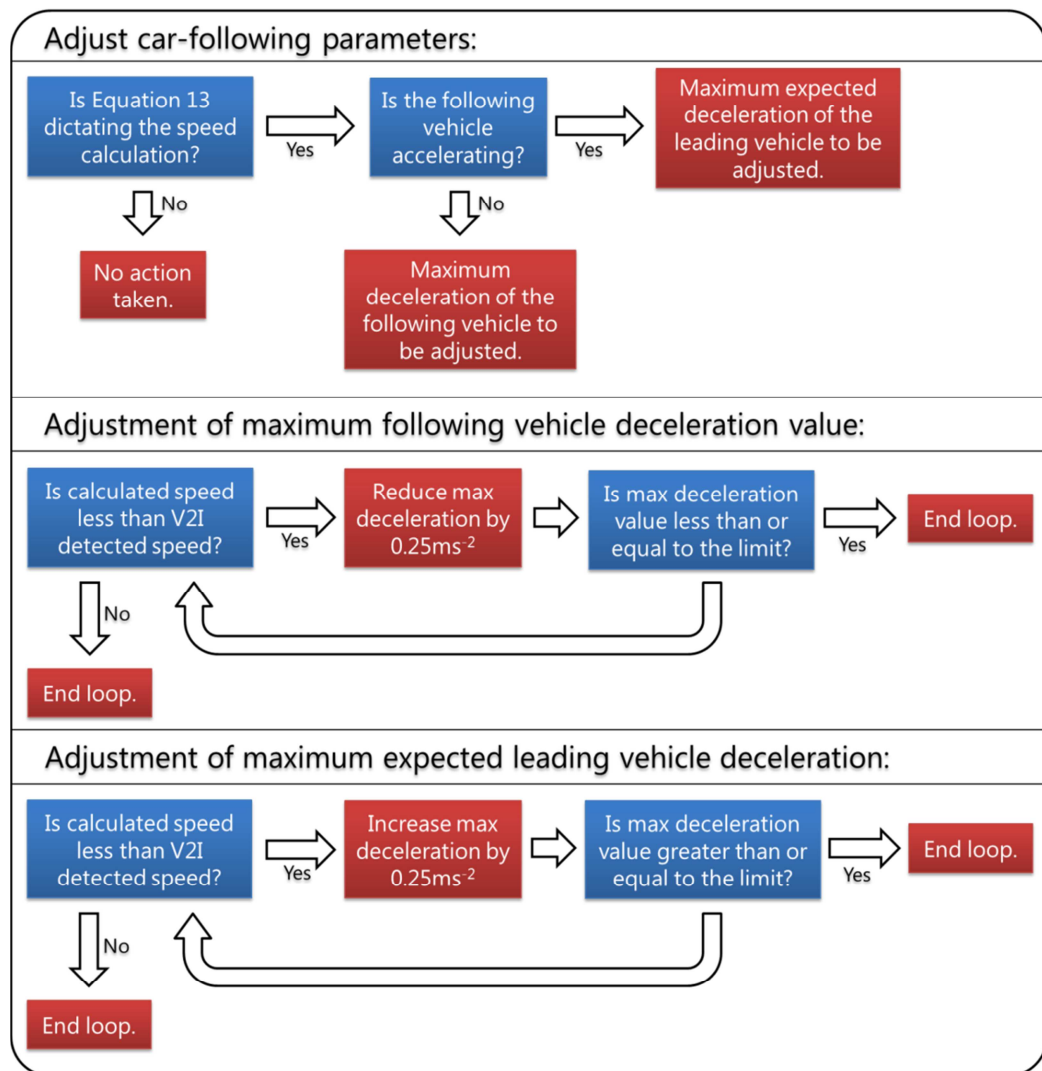 Adjust car-following parameters:
Is Equation 13
dictating the speed
calculation?
Yes
Is the following
vehicle
accelerating?
Yes
Maximum expected
deceleration of the
leading vehicle to be
adjusted.
No
No
No action
taken.
Maximum
deceleration of the
following vehicle to
be adjusted.
Adjustment of maximum following vehicle deceleration value:
Is calculated speed
less than V2I
detected speed?
Yes
Reduce max
deceleration by
0.25ms⁻²
Is max deceleration
value less than or
equal to the limit?
Yes
End loop.
No
End loop.
Adjustment of maximum expected leading vehicle deceleration:
Is calculated speed
less than V2I
detected speed?
Yes
Increase max
deceleration by
0.25ms⁻²
Is max deceleration
value greater than or
equal to the limit?
Yes
End loop.
No
End loop.